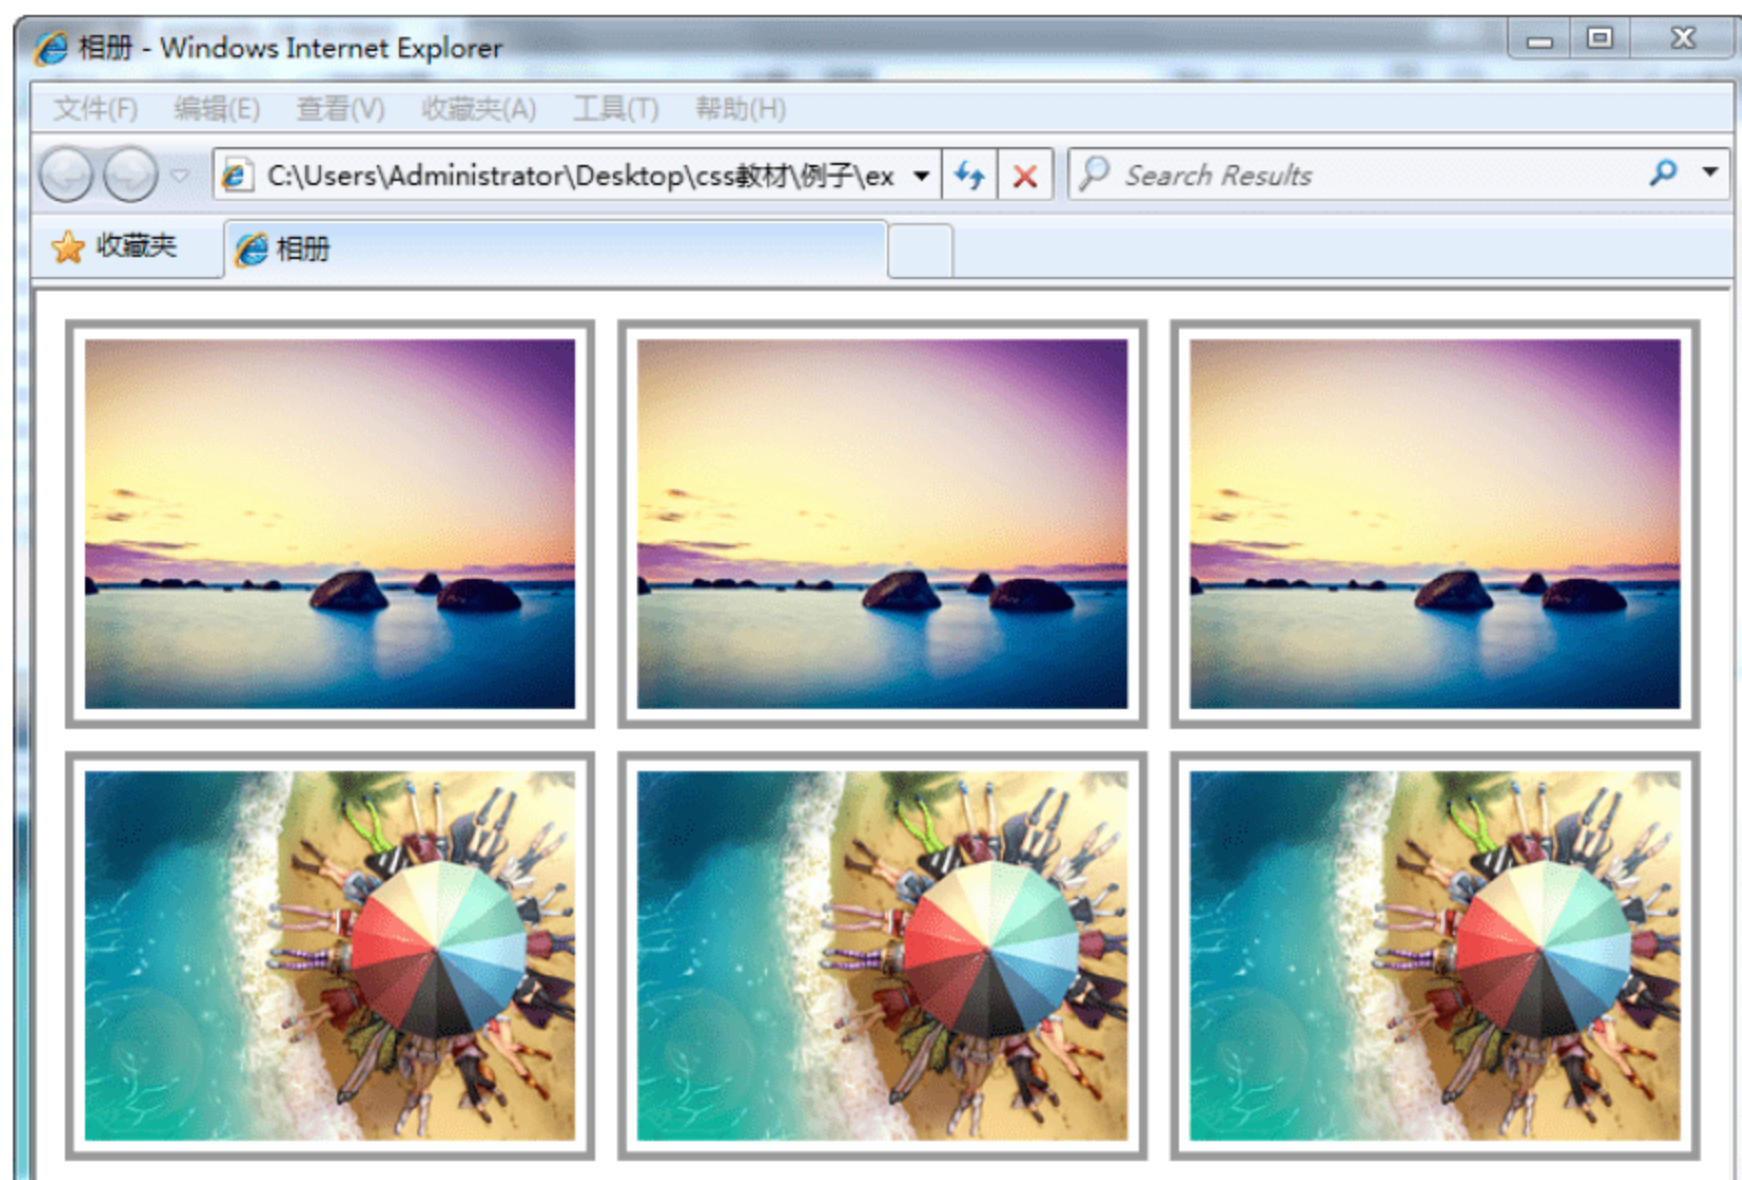 相册 - Windows Internet Explorer
文件(F) 编辑(E) 查看(V) 收藏夹(A) 工具(T) 帮助(H)
C:\Users\Administrator\Desktop\css教材\例子\ex Search Results
收藏夹 相册